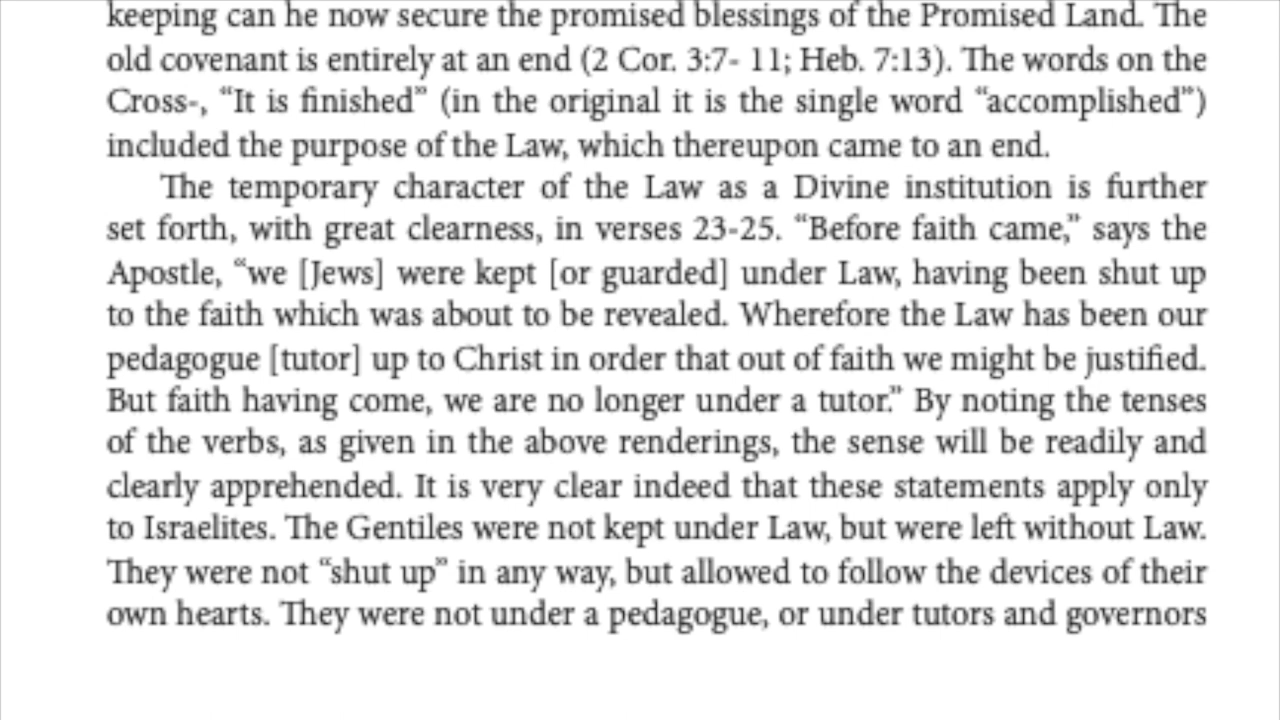 keeping can he now secure the promised blessings of the Promised Land. The
old covenant is entirely at an end (2 Cor. 3:7- 11; Heb. 7:13). The words on the
Cross-, “It is finished” (in the original it is the single word “accomplished”)
included the purpose of the Law, which thereupon came to an end.
The temporary character of the Law as a Divine institution is further
set forth, with great clearness, in verses 23-25. “Before faith came,” says the
Apostle, “we [Jews] were kept [or guarded] under Law, having been shut up
to the faith which was about to be revealed. Wherefore the Law has been our
pedagogue [tutor] up to Christ in order that out of faith we might be justified.
But faith having come, we are no longer under a tutor.” By noting the tenses
of the verbs, as given in the above renderings, the sense will be readily and
clearly apprehended. It is very clear indeed that these statements apply only
to Israelites. The Gentiles were not kept under Law, but were left without Law.
They were not “shut up” in any way, but allowed to follow the devices of their
own hearts. They were not under a pedagogue, or under tutors and governors